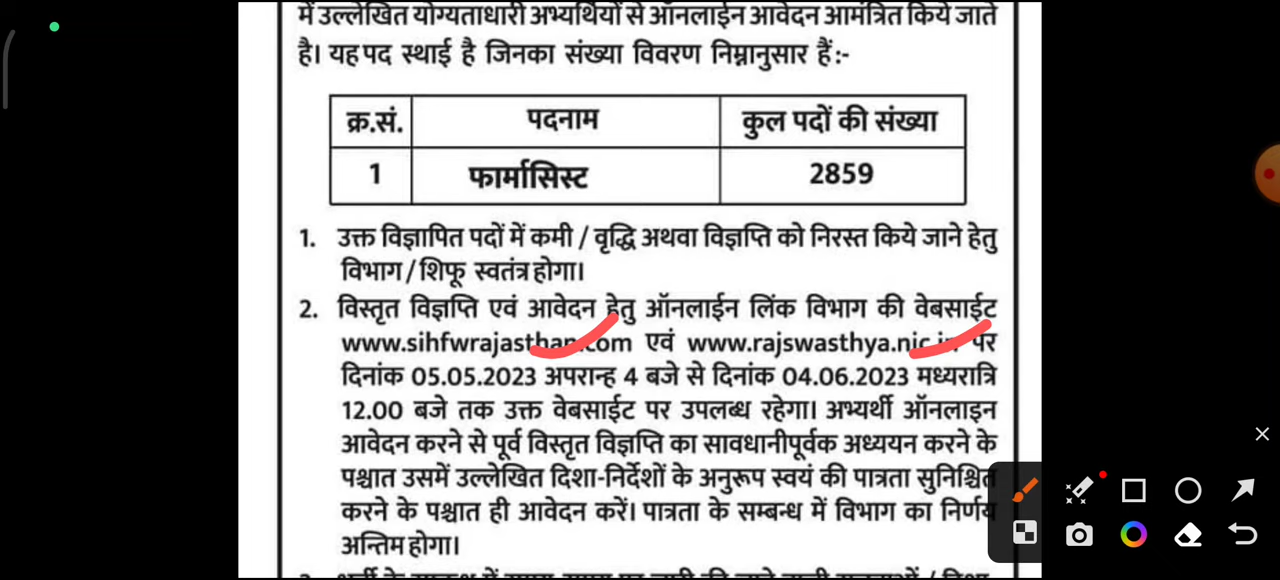 में उल्लेखित योग्यताधारी अभ्यर्थियों से ऑनलाईन आवेदन आमंत्रित किये जाते
है। यह पद स्थाई है जिनका संख्या विवरण निम्नानुसार हैं:-
क्र.सं. पदनाम कुल पदों की संख्या
1 फार्मासिस्ट 2859
1. उक्त विज्ञापित पदों में कमी / वृद्धि अथवा विज्ञप्ति को निरस्त किये जाने हेतु
विभाग / शिफू स्वतंत्र होगा।
2. विस्तृत विज्ञप्ति एवं आवेदन हेतु ऑनलाईन लिंक विभाग की वेबसाईट
www.sihfwrajasthan.com एवं www.rajswasthya.nic.in पर
दिनांक 05.05.2023 अपरान्ह 4 बजे से दिनांक 04.06.2023 मध्यरात्रि
12.00 बजे तक उक्त वेबसाईट पर उपलब्ध रहेगा। अभ्यर्थी ऑनलाइन
आवेदन करने से पूर्व विस्तृत विज्ञप्ति का सावधानीपूर्वक अध्ययन करने के
पश्चात उसमें उल्लेखित दिशा-निर्देशों के अनुरूप स्वयं की पात्रता सुनिश्चित
करने के पश्चात ही आवेदन करें। पात्रता के सम्बन्ध में विभाग का निर्णय
अन्तिम होगा।